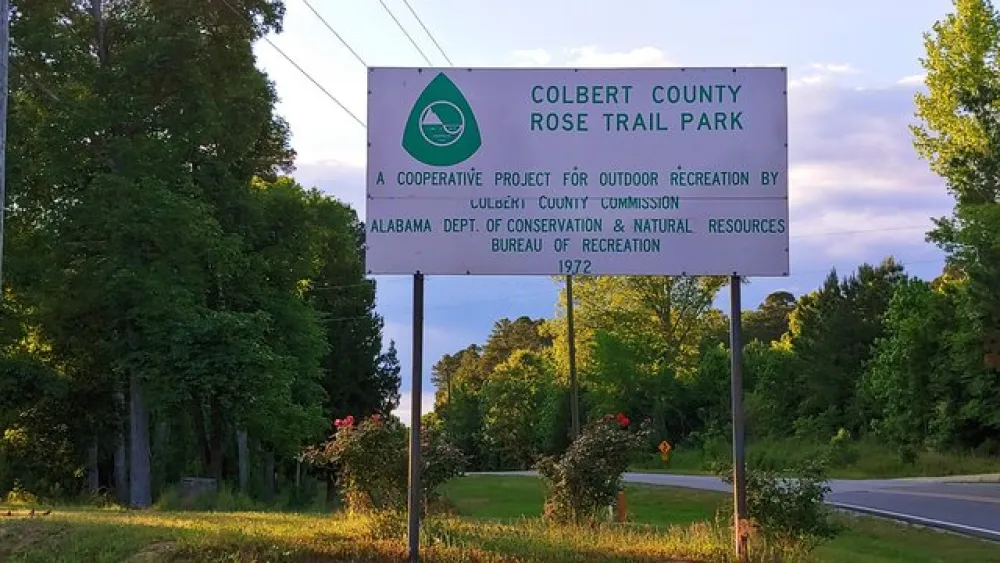 COLBERT COUNTY
ROSE TRAIL PARK
A COOPERATIVE PROJECT FOR OUTDOOR RECREATION BY
COLBERT COUNTY COMMISSION
ALABAMA DEPT. OF CONSERVATION & NATURAL RESOURCES
BUREAU OF RECREATION
1972